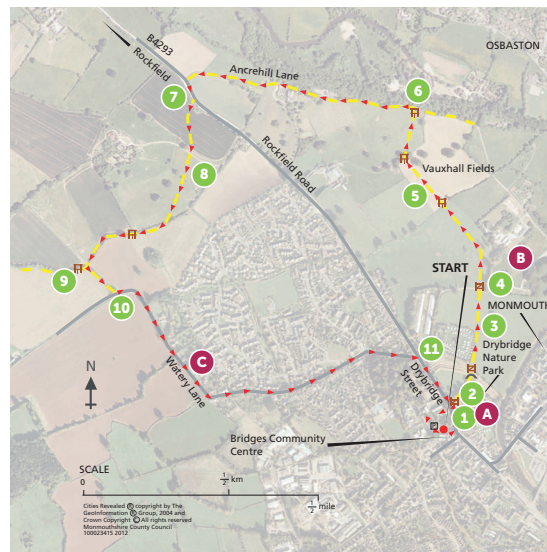 OSBASTON
B4293
Rockfield
Ancrehill Lane
7
6
Rockfield Road
8
Vauxhall Fields
5
B
START
4
9
10
MONMOUTH
3
Drybridge
Nature
Park
C
11
Watery Lane
Drybridge
Street
N
2
A
1
Bridges Community
Centre
SCALE
0
1/2 km
1/2 mile
Cities Revealed ® copyright by The
GeoInformation ® Group, 2004 and
Crown Copyright © All rights reserved
Monmouthshire County Council
100023415 2012